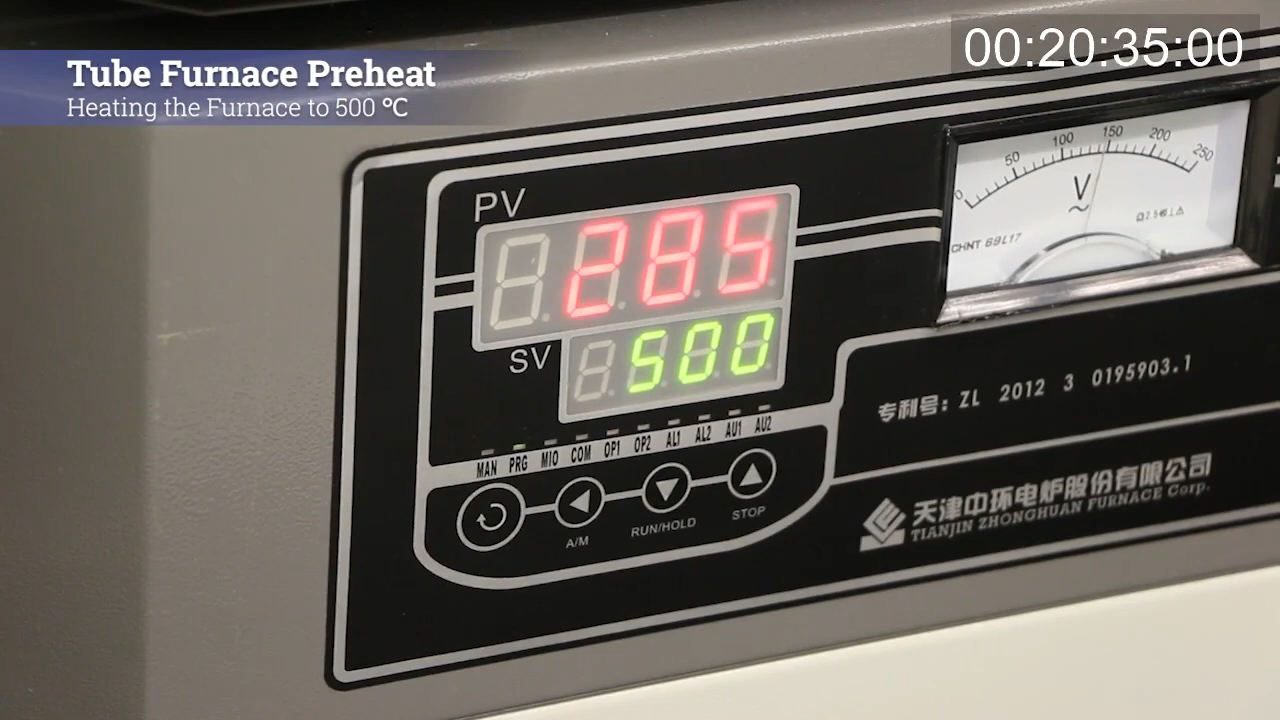 00:20:35:00
Tube Furnace Preheat
Heating the Furnace to 500 ℃
PV
285
SV
500
MAN PRG MIO COM OP1 OP2 AL1 AL2 AU1 AU2
A/M
RUN/HOLD
STOP
0 50 100 150 200 250
V
~
CHNT 69L17
专利号: ZL 2012 3 0195903.1
天津中环电炉股份有限公司
TIANJIN ZHONGHUAN FURNACE Corp.